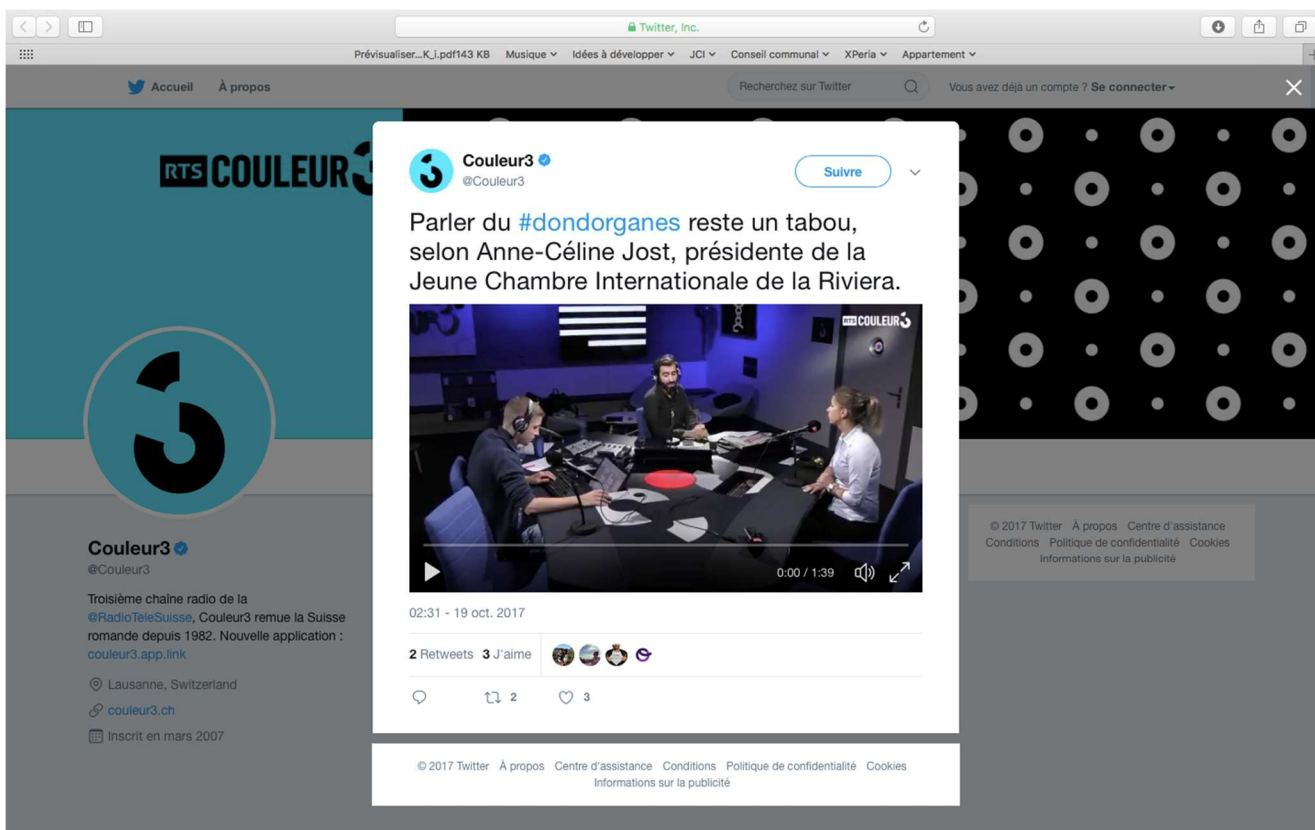 Twitter, Inc.
Prévisualiser...K_i.pdf143 KB Musique Idées à développer JCI Conseil communal XPeria Appartement
Accueil À propos Recherchez sur Twitter Vous avez déjà un compte ? Se connecter
RTS COULEUR3
Couleur3
@Couleur3
Suivre
Parler du #dondorganes reste un tabou,
selon Anne-Céline Jost, présidente de la
Jeune Chambre Internationale de la Riviera.
RTS COULEUR3
0:00 / 1:39
02:31 - 19 oct. 2017
2 Retweets 3 J'aime
2 3
© 2017 Twitter À propos Centre d'assistance Conditions Politique de confidentialité Cookies
Informations sur la publicité
Couleur3
@Couleur3
Troisième chaîne radio de la
@RadioTeleSuisse, Couleur3 remue la Suisse
romande depuis 1982. Nouvelle application :
couleur3.app.link
Lausanne, Switzerland
couleur3.ch
Inscrit en mars 2007
© 2017 Twitter À propos Centre d'assistance
Conditions Politique de confidentialité Cookies
Informations sur la publicité